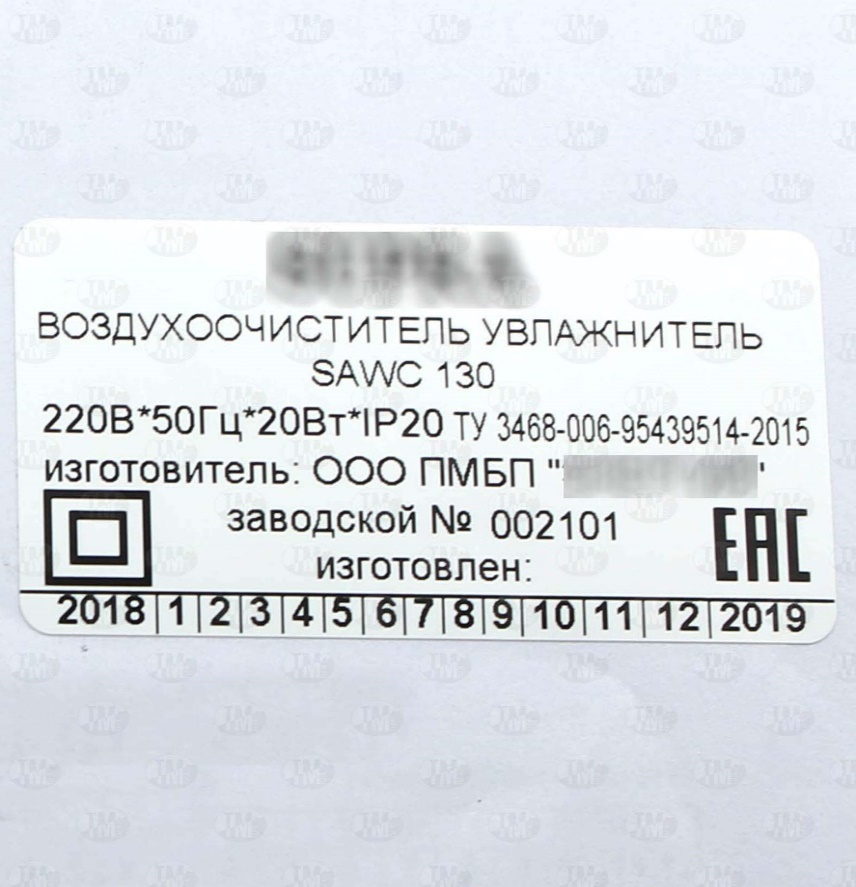 ВОЗДУХООЧИСТИТЕЛЬ УВЛАЖНИТЕЛЬ
SAWC 130
220В*50Гц*20Вт*IP20 ТУ 3468-006-95439514-2015
изготовитель: ООО ПМБП "
заводской № 002101
EAC
изготовлен:
2018|1|2|3|4|5|6|7|8|9|10|11|12|2019